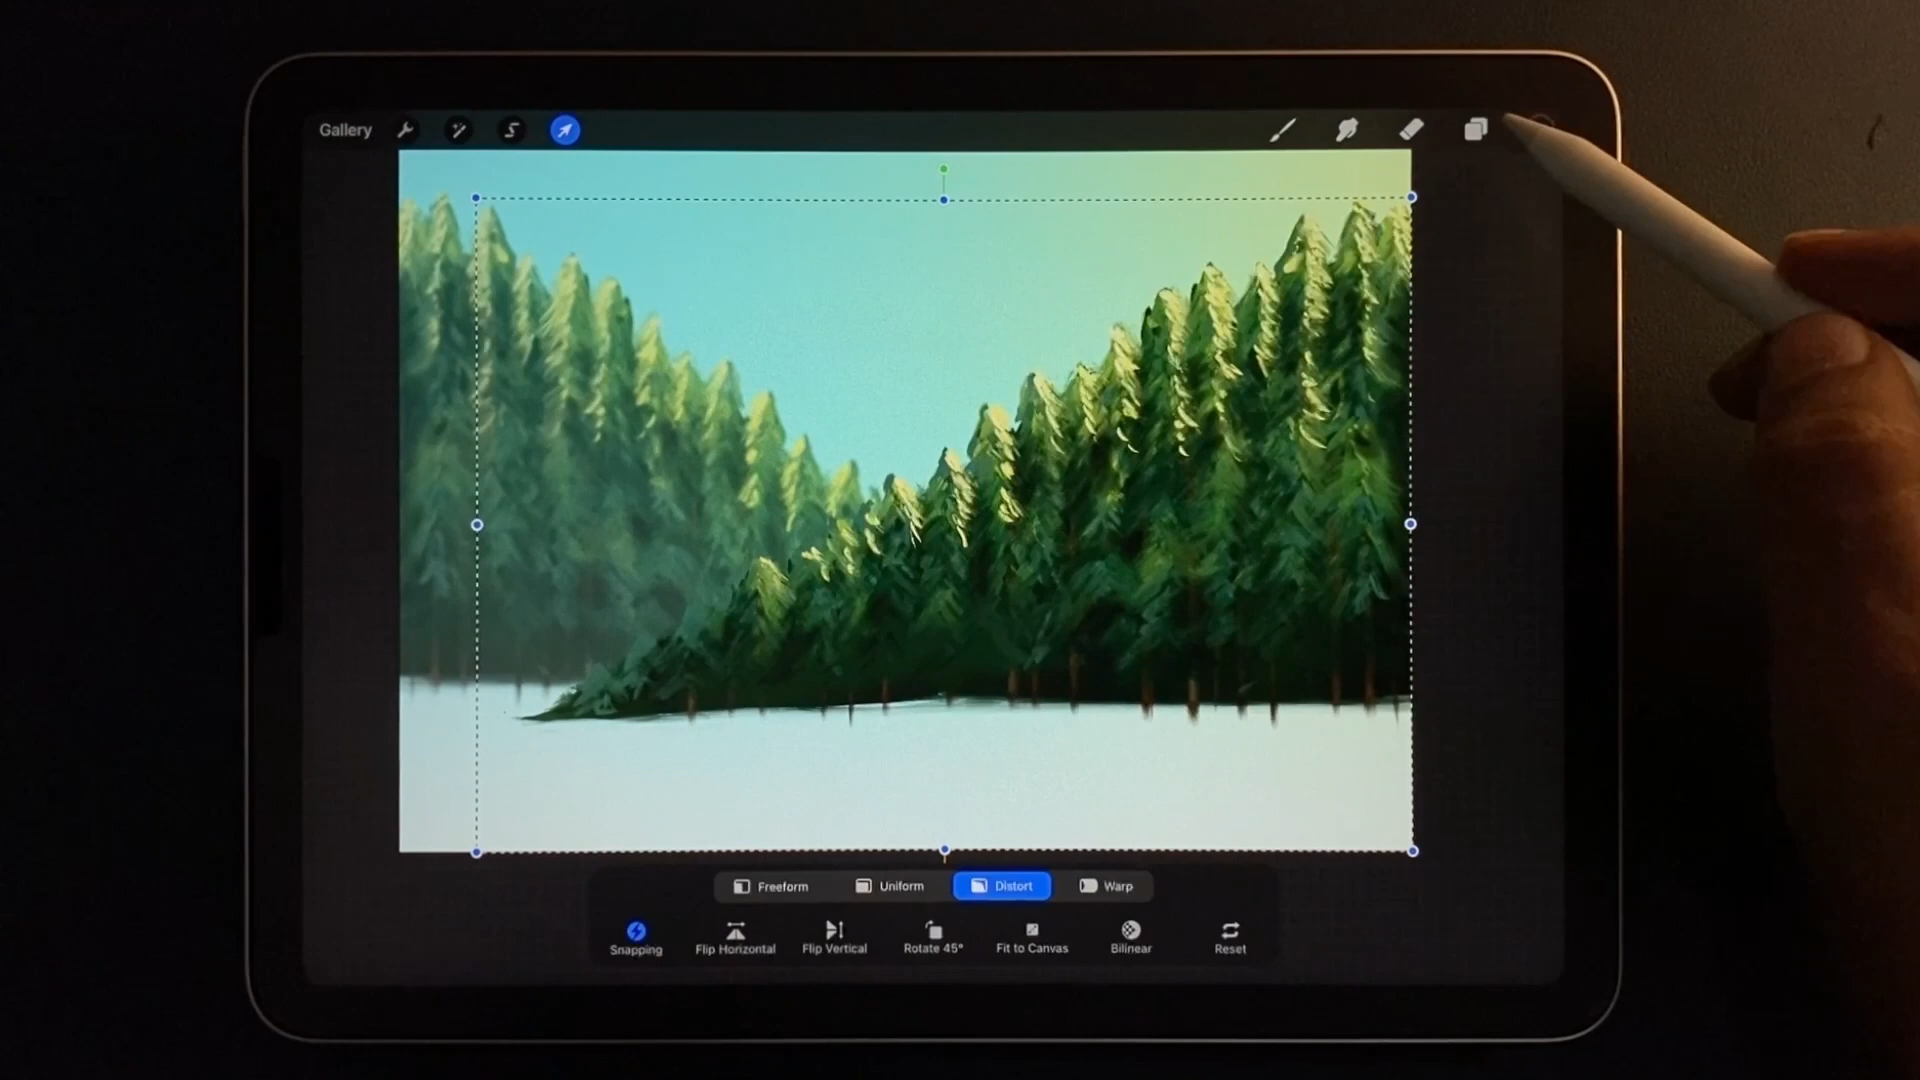 Gallery
Freeform Uniform Distort Warp
Snapping Flip Horizontal Flip Vertical Rotate 45° Fit to Canvas Bilinear Reset